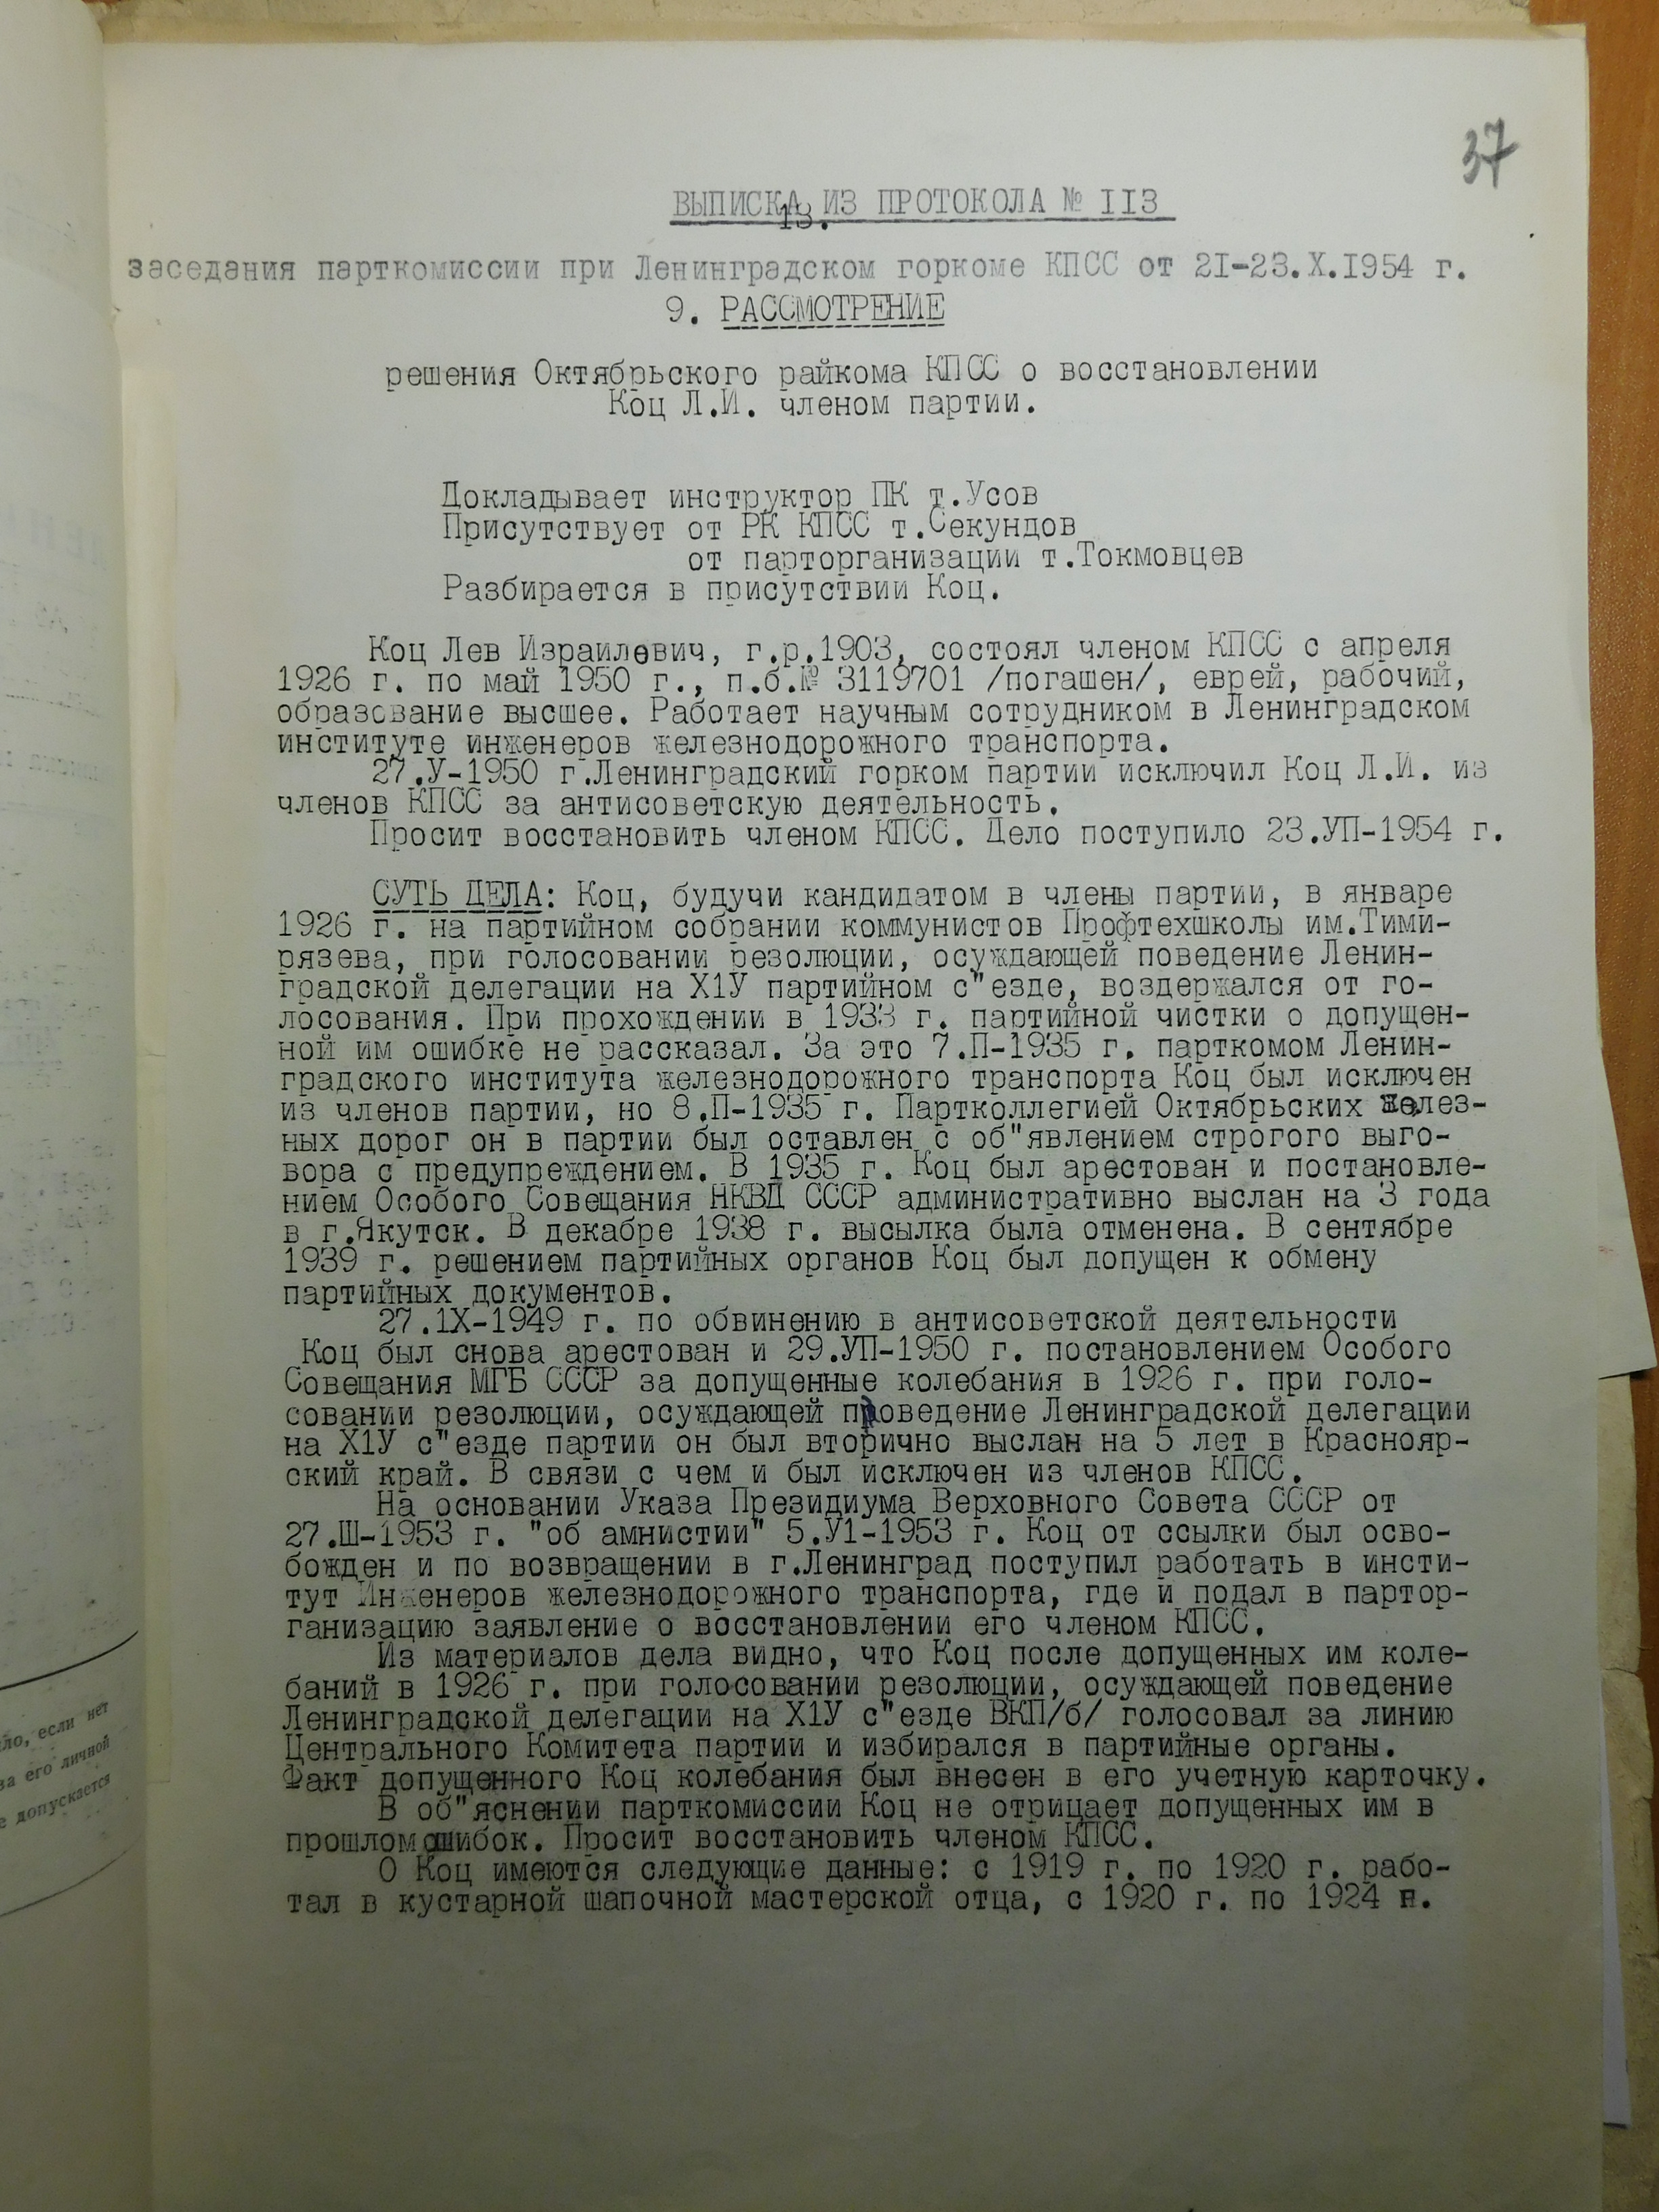 37
ВЫПИСКА ИЗ ПРОТОКОЛА № II3
13.
заседания парткомиссии при Ленинградском горкоме КПСС от 2I-23.X.I954 г.
9. РАССМОТРЕНИЕ
решения Октябрьского райкома КПСС о восстановлении
Коц Л.И. членом партии.
Докладывает инструктор ПК т.Усов
Присутствует от РК КПСС т.Секундов
от парторганизации т.Токмовцев
Разбирается в присутствии Коц.
Коц Лев Израилевич, г.р.1903, состоял членом КПСС с апреля
1926 г. по май 1950 г., п.б.№ 3119701 /погашен/, еврей, рабочий,
образование высшее. Работает научным сотрудником в Ленинградском
институте инженеров железнодорожного транспорта.
27.У-1950 г.Ленинградский горком партии исключил Коц Л.И. из
членов КПСС за антисоветскую деятельность.
Просит восстановить членом КПСС. Дело поступило 23.УП-1954 г.
СУТЬ ДЕЛА: Коц, будучи кандидатом в члены партии, в январе
1926 г. на партийном собрании коммунистов Профтехшколы им.Тими-
рязева, при голосовании резолюции, осуждающей поведение Ленин-
градской делегации на Х1У партийном с"езде, воздержался от го-
лосования. При прохождении в 1933 г. партийной чистки о допущен-
ной им ошибке не рассказал. За это 7.П-1935 г. парткомом Ленин-
градского института железнодорожного транспорта Коц был исключен
из членов партии, но 8.П-1935 г. Партколлегией Октябрьских желез-
ных дорог он в партии был оставлен с об"явлением строгого выго-
вора с предупреждением. В 1935 г. Коц был арестован и постановле-
нием Особого Совещания НКВД СССР административно выслан на 3 года
в г.Якутск. В декабре 1938 г. высылка была отменена. В сентябре
1939 г. решением партийных органов Коц был допущен к обмену
партийных документов.
27.1Х-1949 г. по обвинению в антисоветской деятельности
Коц был снова арестован и 29.УП-1950 г. постановлением Особого
Совещания МГБ СССР за допущенные колебания в 1926 г. при голо-
совании резолюции, осуждающей поведение Ленинградской делегации
на Х1У с"езде партии он был вторично выслан на 5 лет в Краснояр-
ский край. В связи с чем и был исключен из членов КПСС.
На основании Указа Президиума Верховного Совета СССР от
27.Ш-1953 г. "об амнистии" 5.У1-1953 г. Коц от ссылки был осво-
божден и по возвращении в г.Ленинград поступил работать в инсти-
тут Инженеров железнодорожного транспорта, где и подал в партор-
ганизацию заявление о восстановлении его членом КПСС.
Из материалов дела видно, что Коц после допущенных им коле-
баний в 1926 г. при голосовании резолюции, осуждающей поведение
Ленинградской делегации на Х1У с"езде ВКП/б/ голосовал за линию
Центрального Комитета партии и избирался в партийные органы.
Факт допущенного Коц колебания был внесен в его учетную карточку.
В об"яснении парткомиссии Коц не отрицает допущенных им в
прошлом ошибок. Просит восстановить членом КПСС.
О Коц имеются следующие данные: с 1919 г. по 1920 г. рабо-
тал в кустарной шапочной мастерской отца, с 1920 г. по 1924 г.
ло, если нет
за его личной
допускается